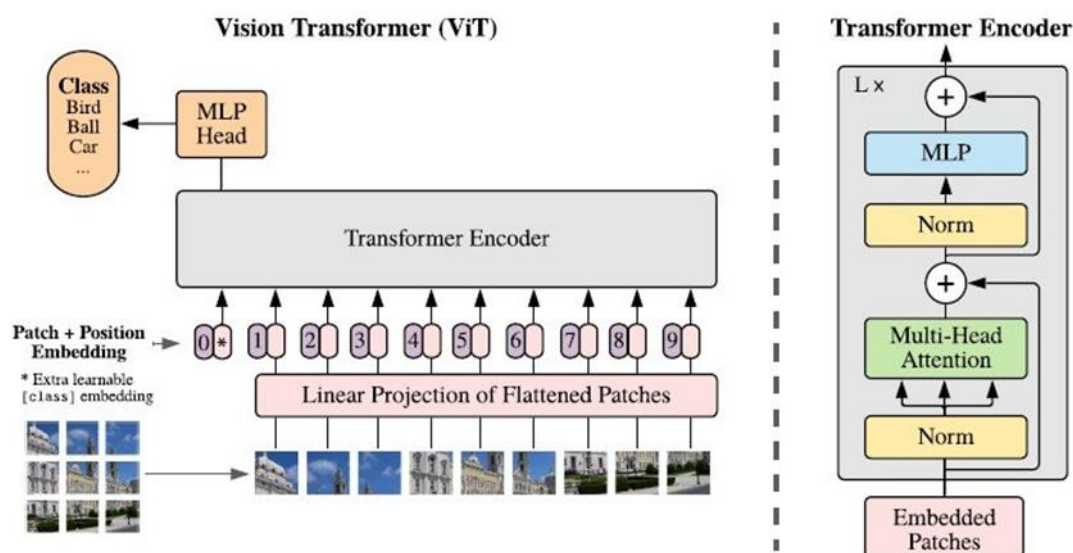 Vision Transformer (ViT)
Class
Bird
Ball
Car
...
MLP
Head
Transformer Encoder
Patch + Position
Embedding
0 * 1 2 3 4 5 6 7 8 9
* Extra learnable
[class] embedding
Linear Projection of Flattened Patches
Transformer Encoder
L ×
+
MLP
Norm
+
Multi-Head
Attention
Norm
Embedded
Patches